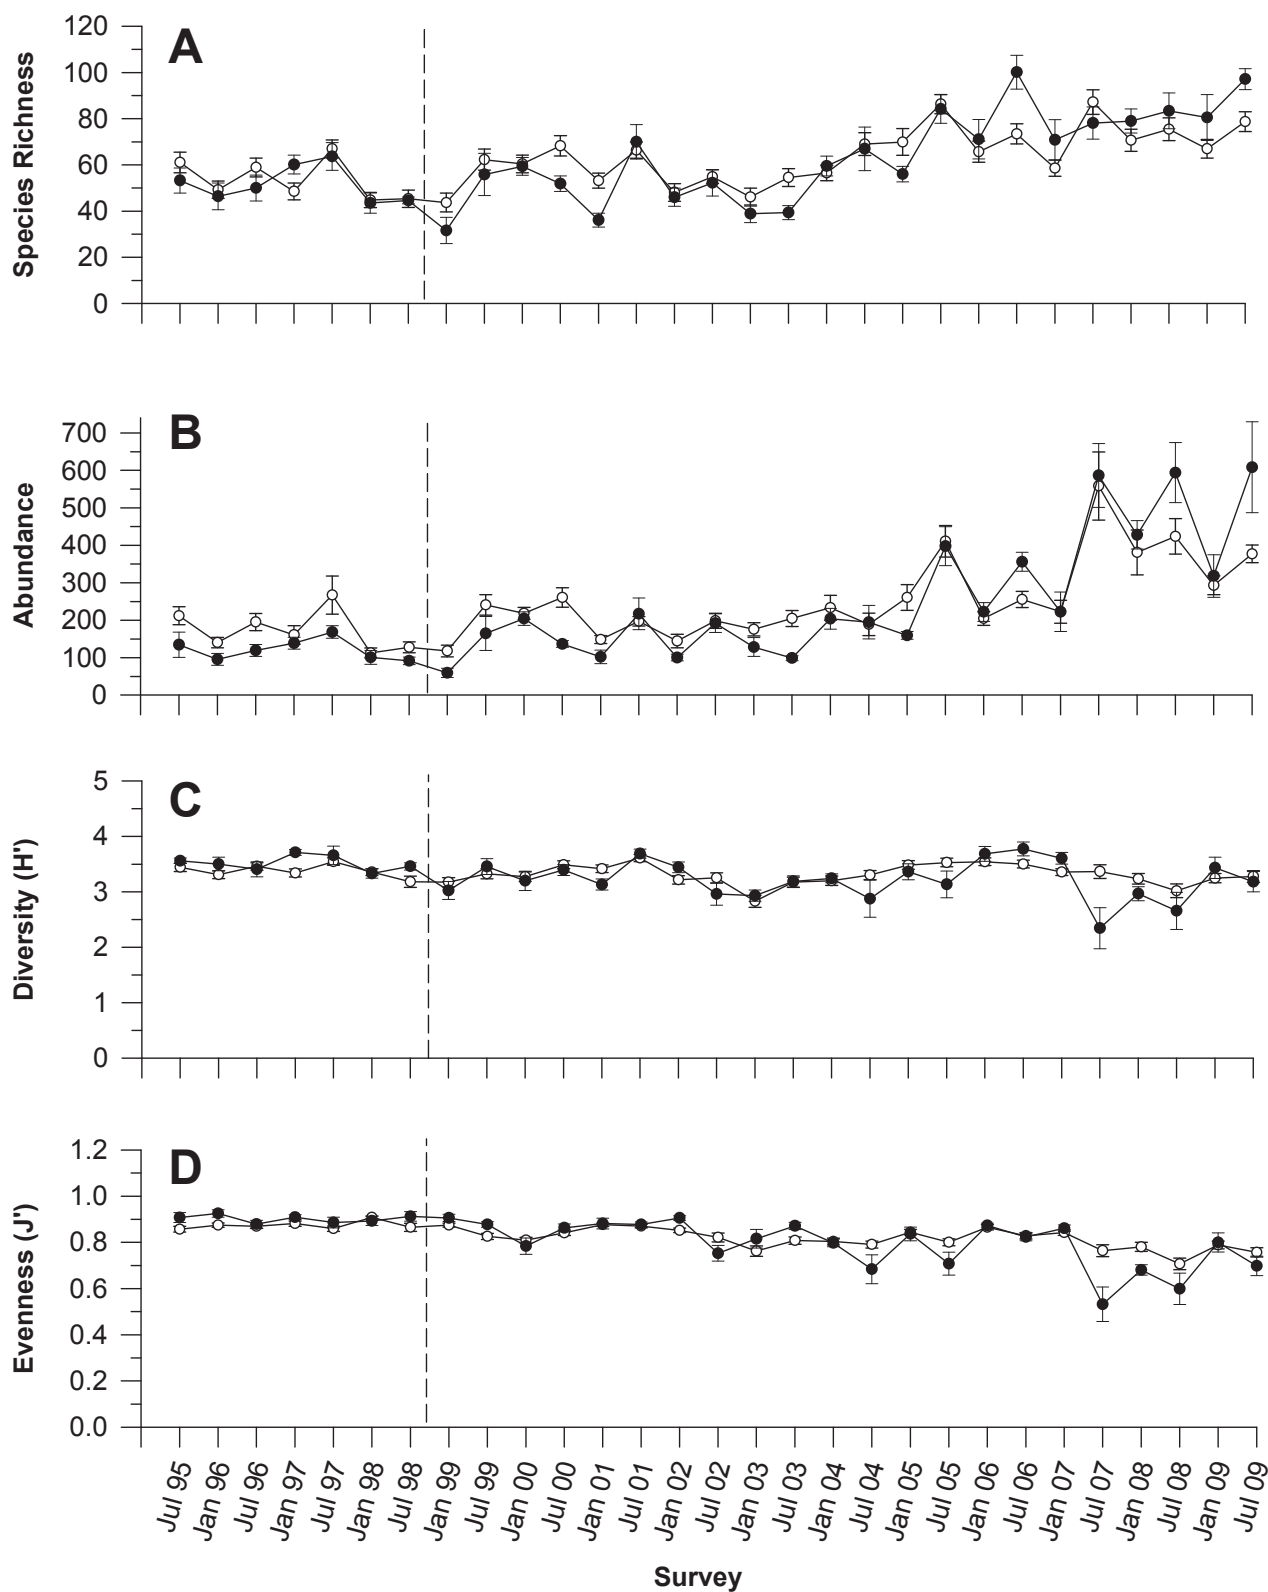 A
Species Richness
120
100
80
60
40
20
0
B
Abundance
700
600
500
400
300
200
100
0
C
Diversity (H')
5
4
3
2
1
0
D
Evenness (J')
1.2
1.0
0.8
0.6
0.4
0.2
0.0
Jul 95
Jan 96
Jul 96
Jan 97
Jul 97
Jan 98
Jul 98
Jan 99
Jul 99
Jan 00
Jul 00
Jan 01
Jul 01
Jan 02
Jul 02
Jan 03
Jul 03
Jan 04
Jul 04
Jan 05
Jul 05
Jan 06
Jul 06
Jan 07
Jul 07
Jan 08
Jul 08
Jan 09
Jul 09
Survey